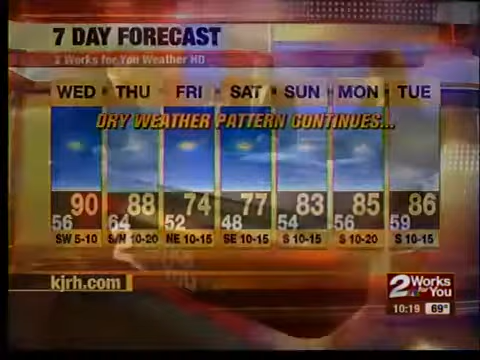 7 DAY FORECAST
2 Works for You Weather HD
WED THU FRI SAT SUN MON TUE
DRY WEATHER PATTERN CONTINUES...
90 88 74 77 83 85 86
56 64 52 48 54 56 59
SW 5-10 S/N 10-20 NE 10-15 SE 10-15 S 10-15 S 10-20 S 10-15
kjrh.com
2 Works for You
10:19 69°